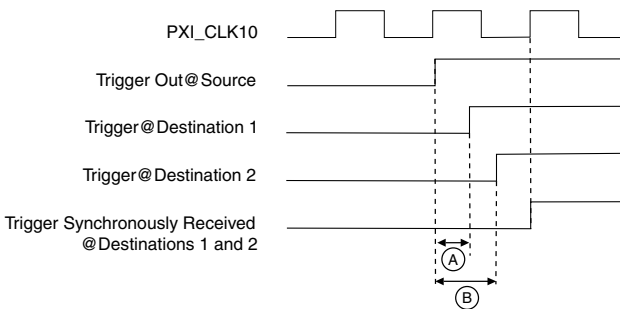 PXI_CLK10
Trigger Out@Source
Trigger@Destination 1
Trigger@Destination 2
Trigger Synchronously Received
@Destinations 1 and 2
A
B